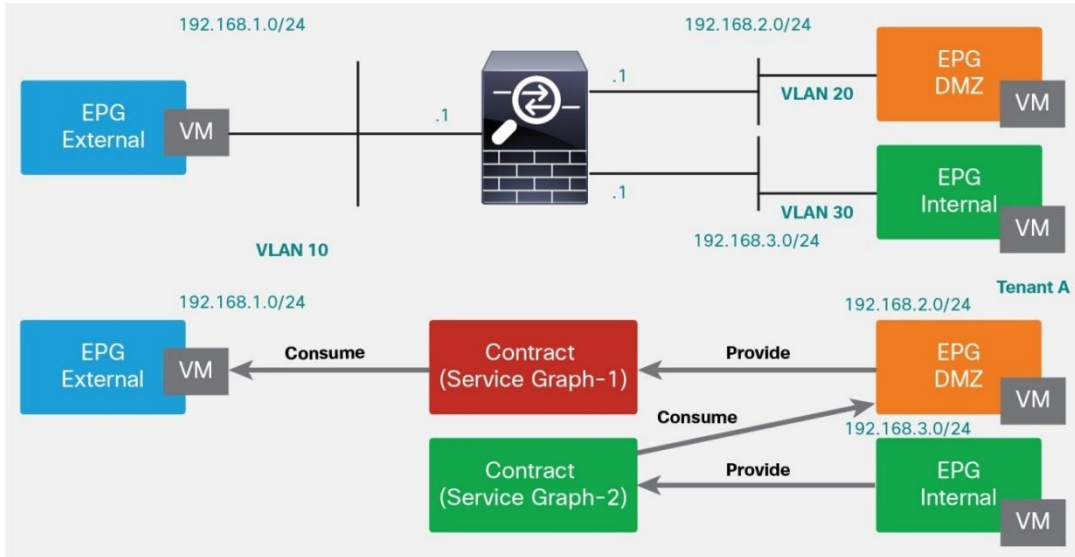 192.168.1.0/24
192.168.2.0/24
EPG
External
VM
.1
.1
VLAN 20
EPG
DMZ
VM
.1
VLAN 30
EPG
Internal
VM
192.168.3.0/24
VLAN 10
Tenant A
192.168.1.0/24
192.168.2.0/24
EPG
External
VM
Consume
Contract
(Service Graph-1)
Provide
EPG
DMZ
VM
Consume
192.168.3.0/24
Contract
(Service Graph-2)
Provide
EPG
Internal
VM